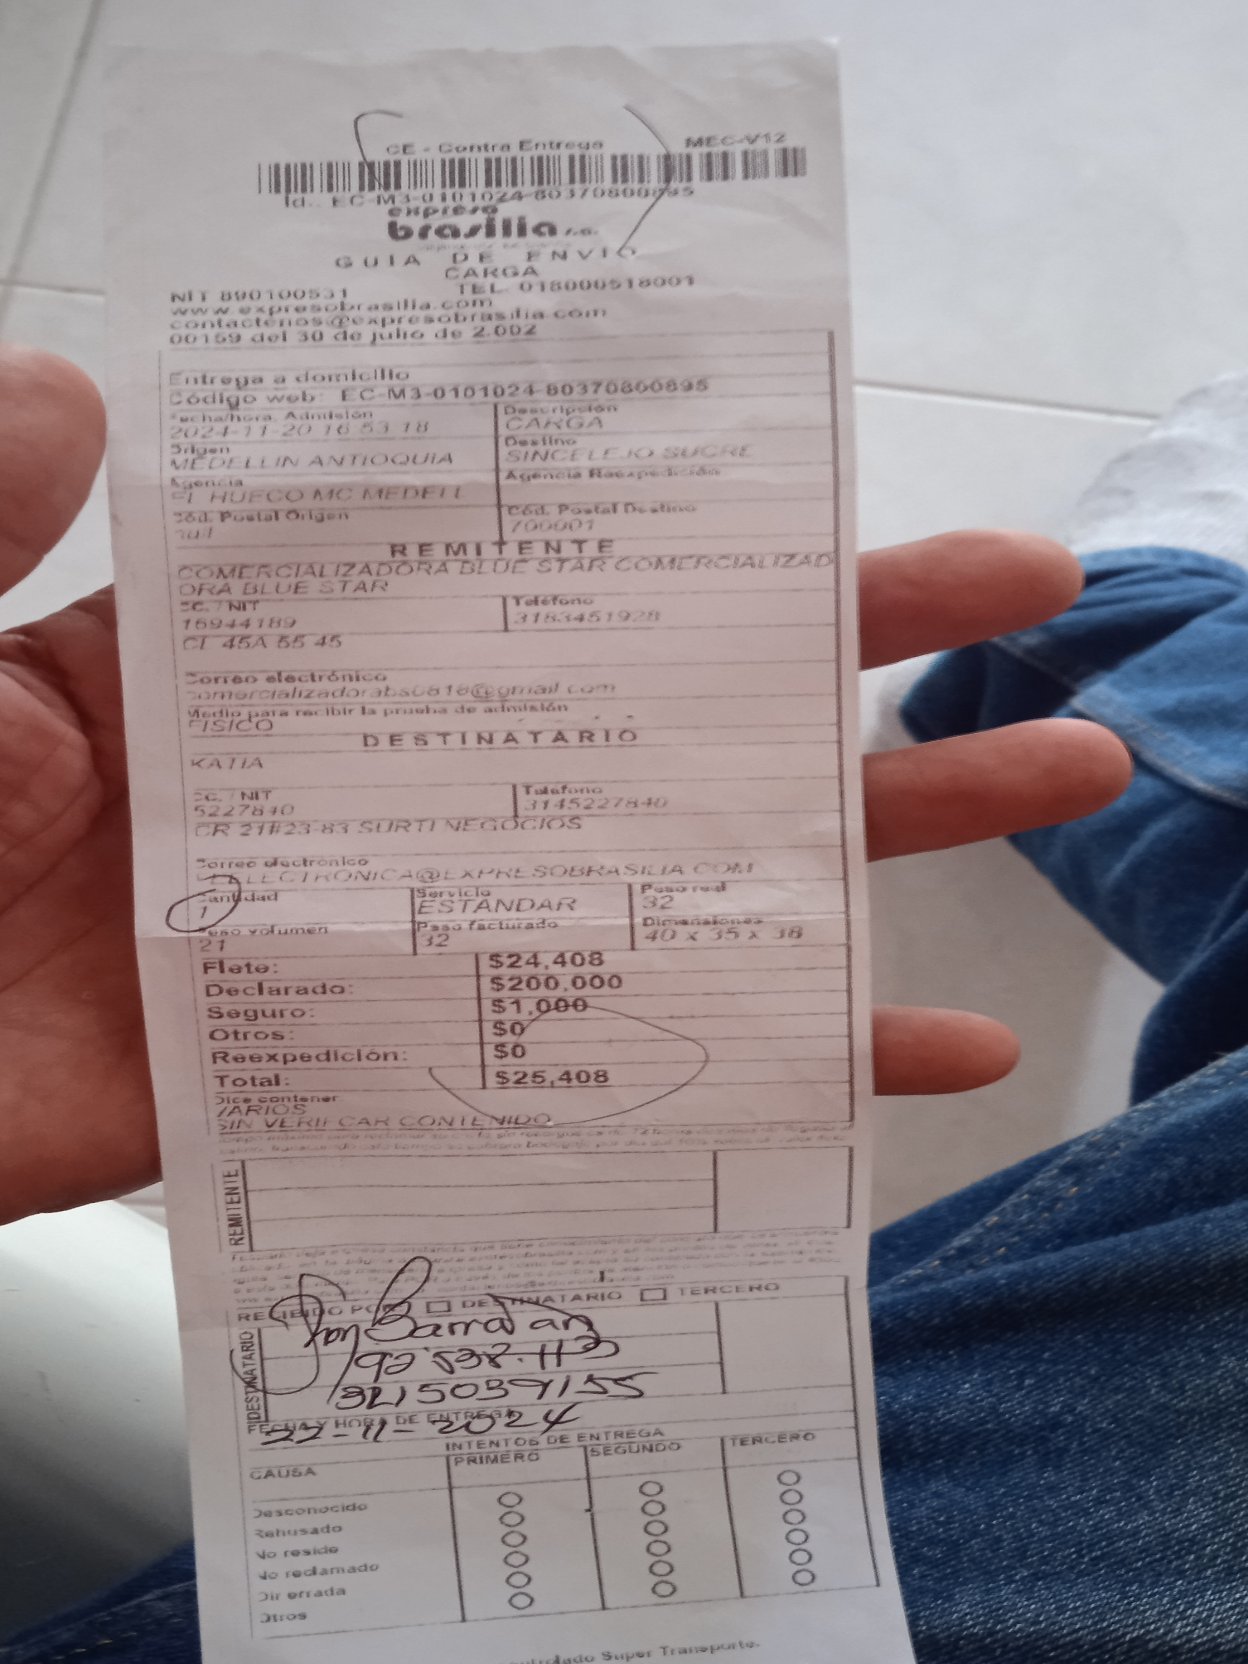 CE - Contra Entrega MEC-V12
Id.. EC-M3-0101024-80370800895
expreso
brasilia s.a.
GUIA DE ENVIO
CARGA
NIT 890100531 TEL. 018000518001
www.expresobrasilia.com
contactenos@expresobrasilia.com
00159 del 30 de julio de 2.002
Entrega a domicilio
Código web: EC-M3-0101024-80370800895
Fecha/hora. Admisión Descripción
2024-11-20 16 53 18 CARGA
Origen Destino
MEDELLIN ANTIOQUIA SINCELEJO SUCRE
Agencia Agencia Reexpedición
EL HUECO MC MEDELL
Cód. Postal Origen Cód. Postal Destino
null 700001
REMITENTE
COMERCIALIZADORA BLUE STAR COMERCIALIZAD
ORA BLUE STAR
CC. / NIT Teléfono
16944189 3183451928
CL 45A 55 45
Correo electrónico
comercializadorabs0818@gmail.com
Medio para recibir la prueba de admisión
FISICO
DESTINATARIO
KATIA
CC. / NIT Telefono
5227840 3145227840
CR 21#23-83 SURTI NEGOCIOS
Correo electronico
ELECTRONICA@EXPRESOBRASILIA.COM
Cantidad Servicio Peso real
1 ESTANDAR 32
Peso volumen Peso facturado Dimensiones
21 32 40 x 35 x 38
Flete: $24,408
Declarado: $200,000
Seguro: $1,000
Otros: $0
Reexpedición: $0
Total: $25,408
Dice contener
VARIOS
SIN VERIFICAR CONTENIDO
REMITENTE
RECIBIDO POR DESTINATARIO TERCERO
DESTINATARIO
92 538.113
3215039155
FECHA Y HORA DE ENTREGA
22-11-2024
INTENTOS DE ENTREGA
CAUSA PRIMERO SEGUNDO TERCERO
Desconocido
Rehusado
No reside
No reclamado
Dir errada
Otros
Super Transporte.